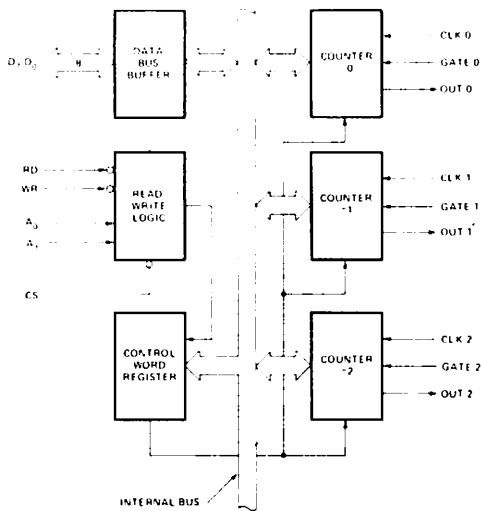 D, D0
8
DATA
BUS
BUFFER
COUNTER
0
CLK 0
GATE 0
OUT 0
RD
WR
A0
A1
READ
WRITE
LOGIC
COUNTER
-1
CLK 1
GATE 1
OUT 1
CS
CONTROL
WORD
REGISTER
COUNTER
-2
CLK 2
GATE 2
OUT 2
INTERNAL BUS